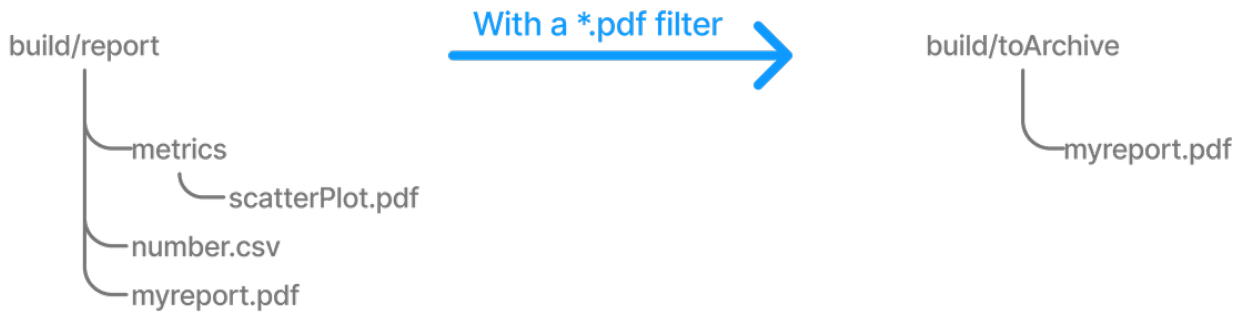 With a *.pdf filter
build/report
build/toArchive
metrics
myreport.pdf
scatterPlot.pdf
number.csv
myreport.pdf